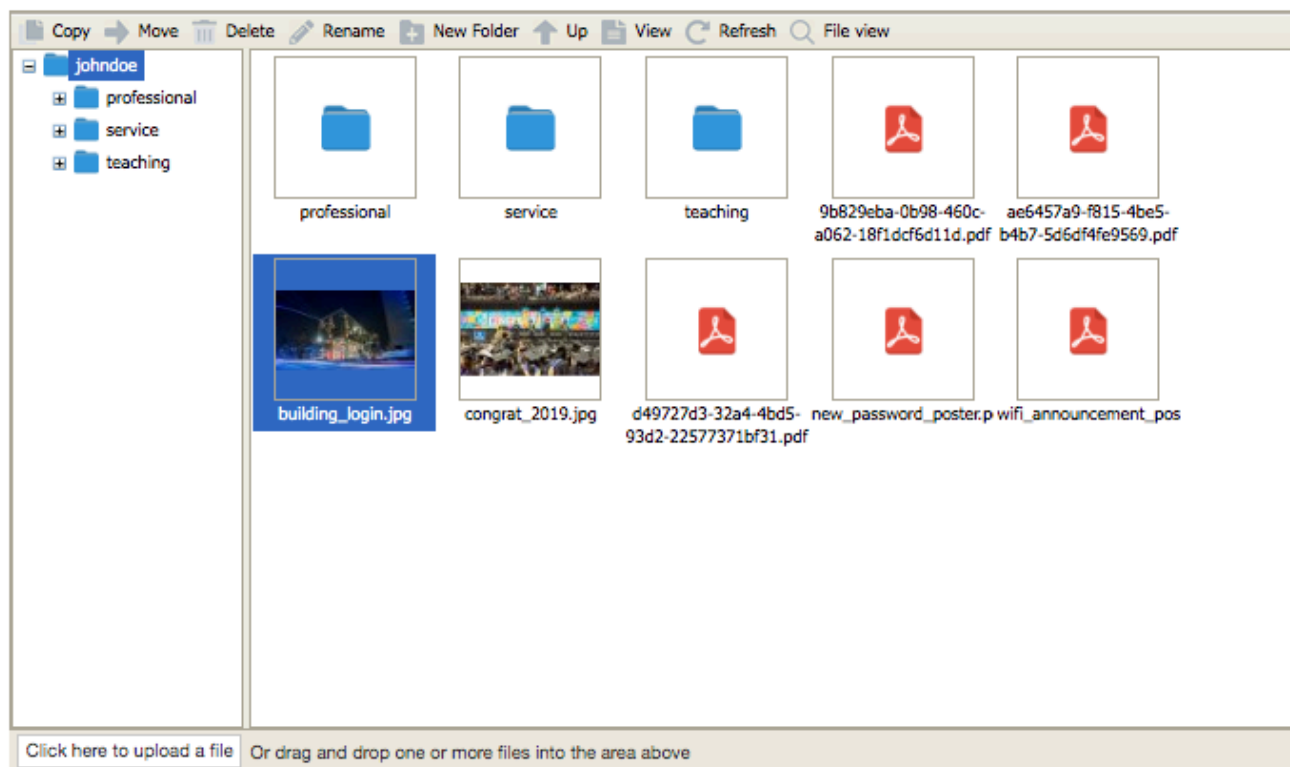 Copy Move Delete Rename New Folder Up View Refresh File view
johndoe
professional
service
teaching
professional
service
teaching
9b829eba-0b98-460c-
a062-18f1dcf6d11d.pdf
ae6457a9-f815-4be5-
b4b7-5d6df4fe9569.pdf
building_login.jpg
congrat_2019.jpg
d49727d3-32a4-4bd5-
93d2-22577371bf31.pdf
new_password_poster.p
wifi_announcement_pos
Click here to upload a file Or drag and drop one or more files into the area above